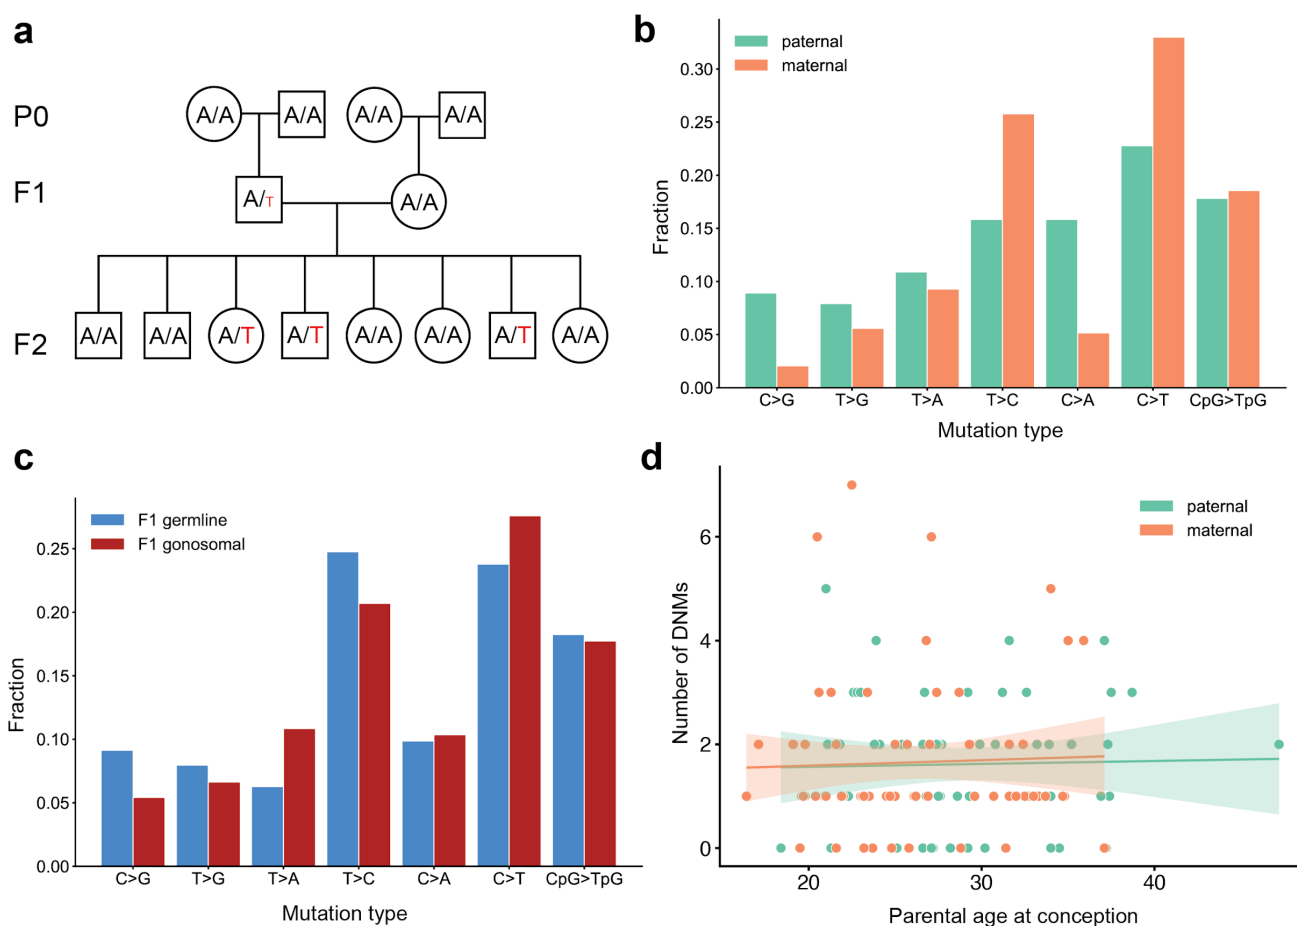 a
P0
A/A A/A A/A A/A
F1
A/T A/A
F2
A/A A/A A/T A/T A/A A/A A/T A/A
b
paternal
maternal
Fraction
0.30
0.25
0.20
0.15
0.10
0.05
0.00
C>G T>G T>A T>C C>A C>T CpG>TpG
Mutation type
c
F1 germline
F1 gonosomal
Fraction
0.25
0.20
0.15
0.10
0.05
0.00
C>G T>G T>A T>C C>A C>T CpG>TpG
Mutation type
d
paternal
maternal
Number of DNMs
6
4
2
0
20 30 40
Parental age at conception